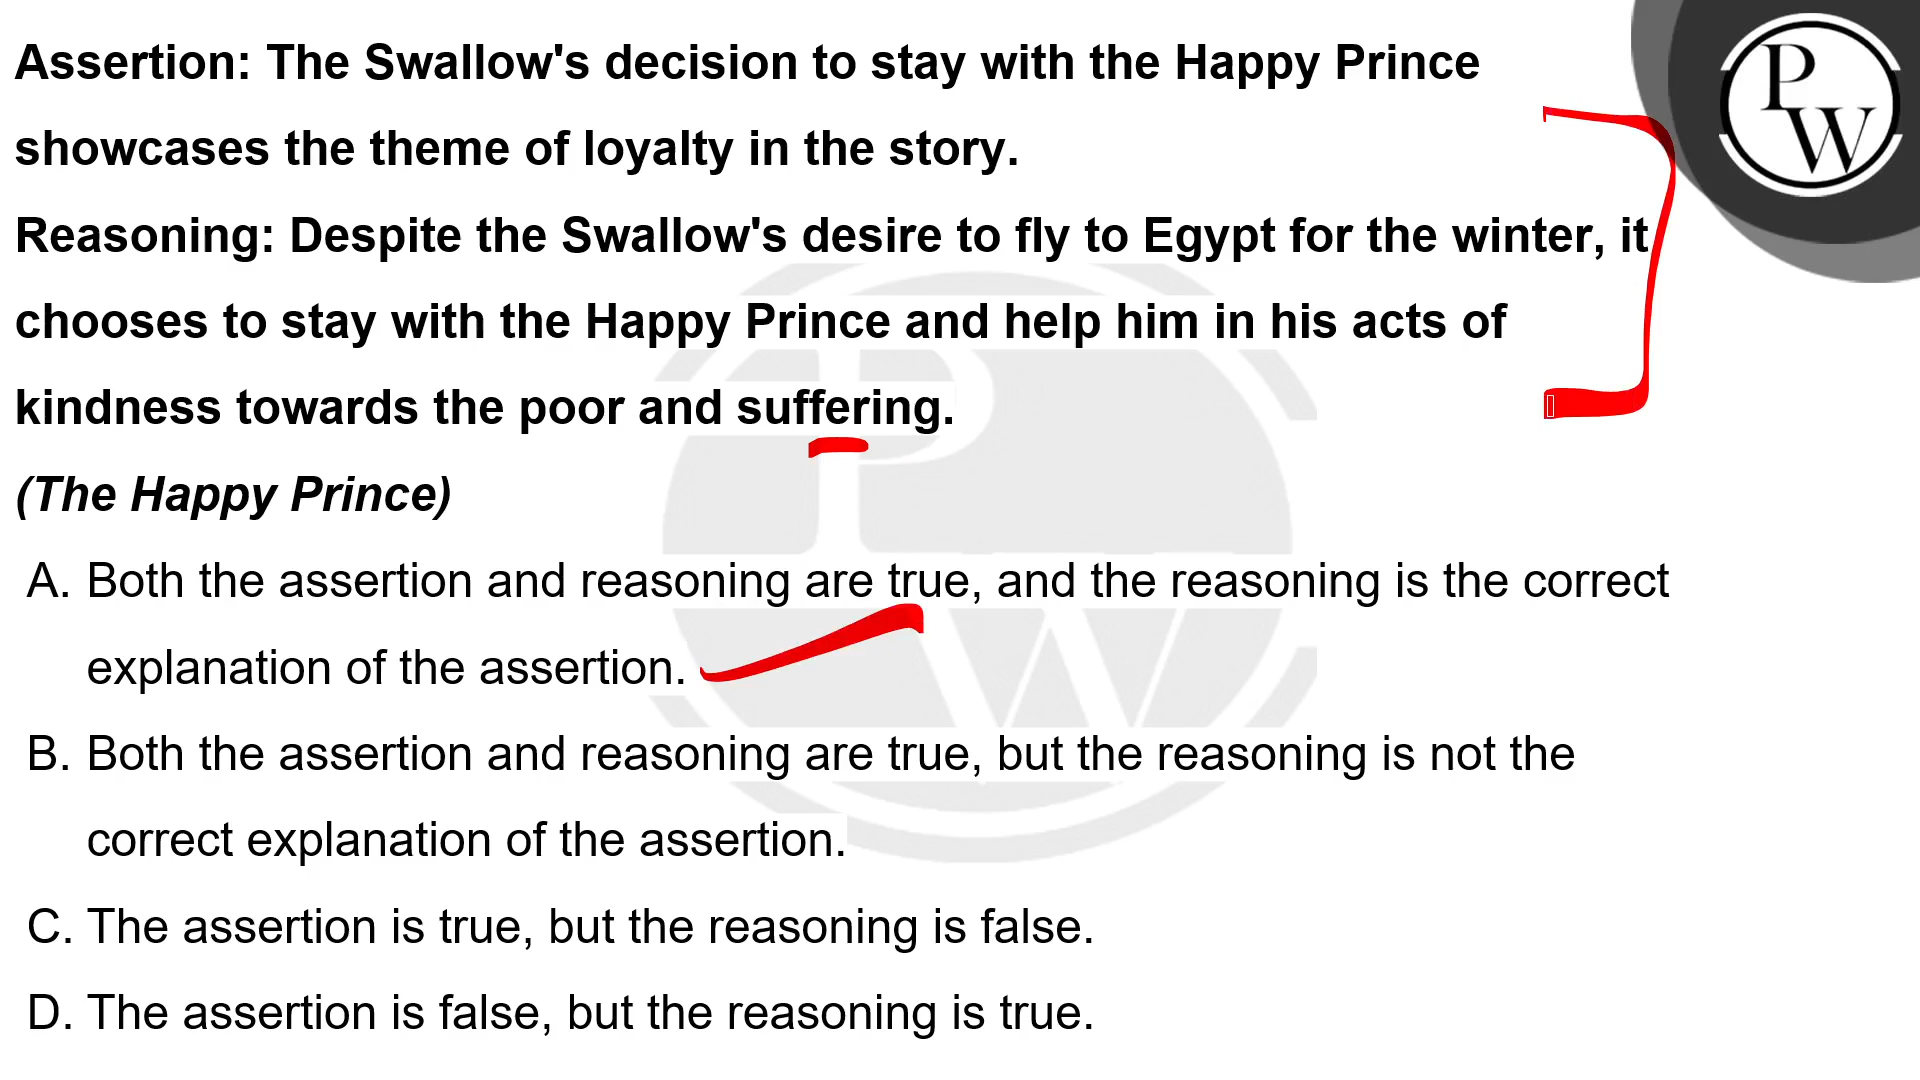 Assertion: The Swallow's decision to stay with the Happy Prince
showcases the theme of loyalty in the story.
Reasoning: Despite the Swallow's desire to fly to Egypt for the winter, it
chooses to stay with the Happy Prince and help him in his acts of
kindness towards the poor and suffering.
(The Happy Prince)
A. Both the assertion and reasoning are true, and the reasoning is the correct
explanation of the assertion.
B. Both the assertion and reasoning are true, but the reasoning is not the
correct explanation of the assertion.
C. The assertion is true, but the reasoning is false.
D. The assertion is false, but the reasoning is true.
P
W
P
W